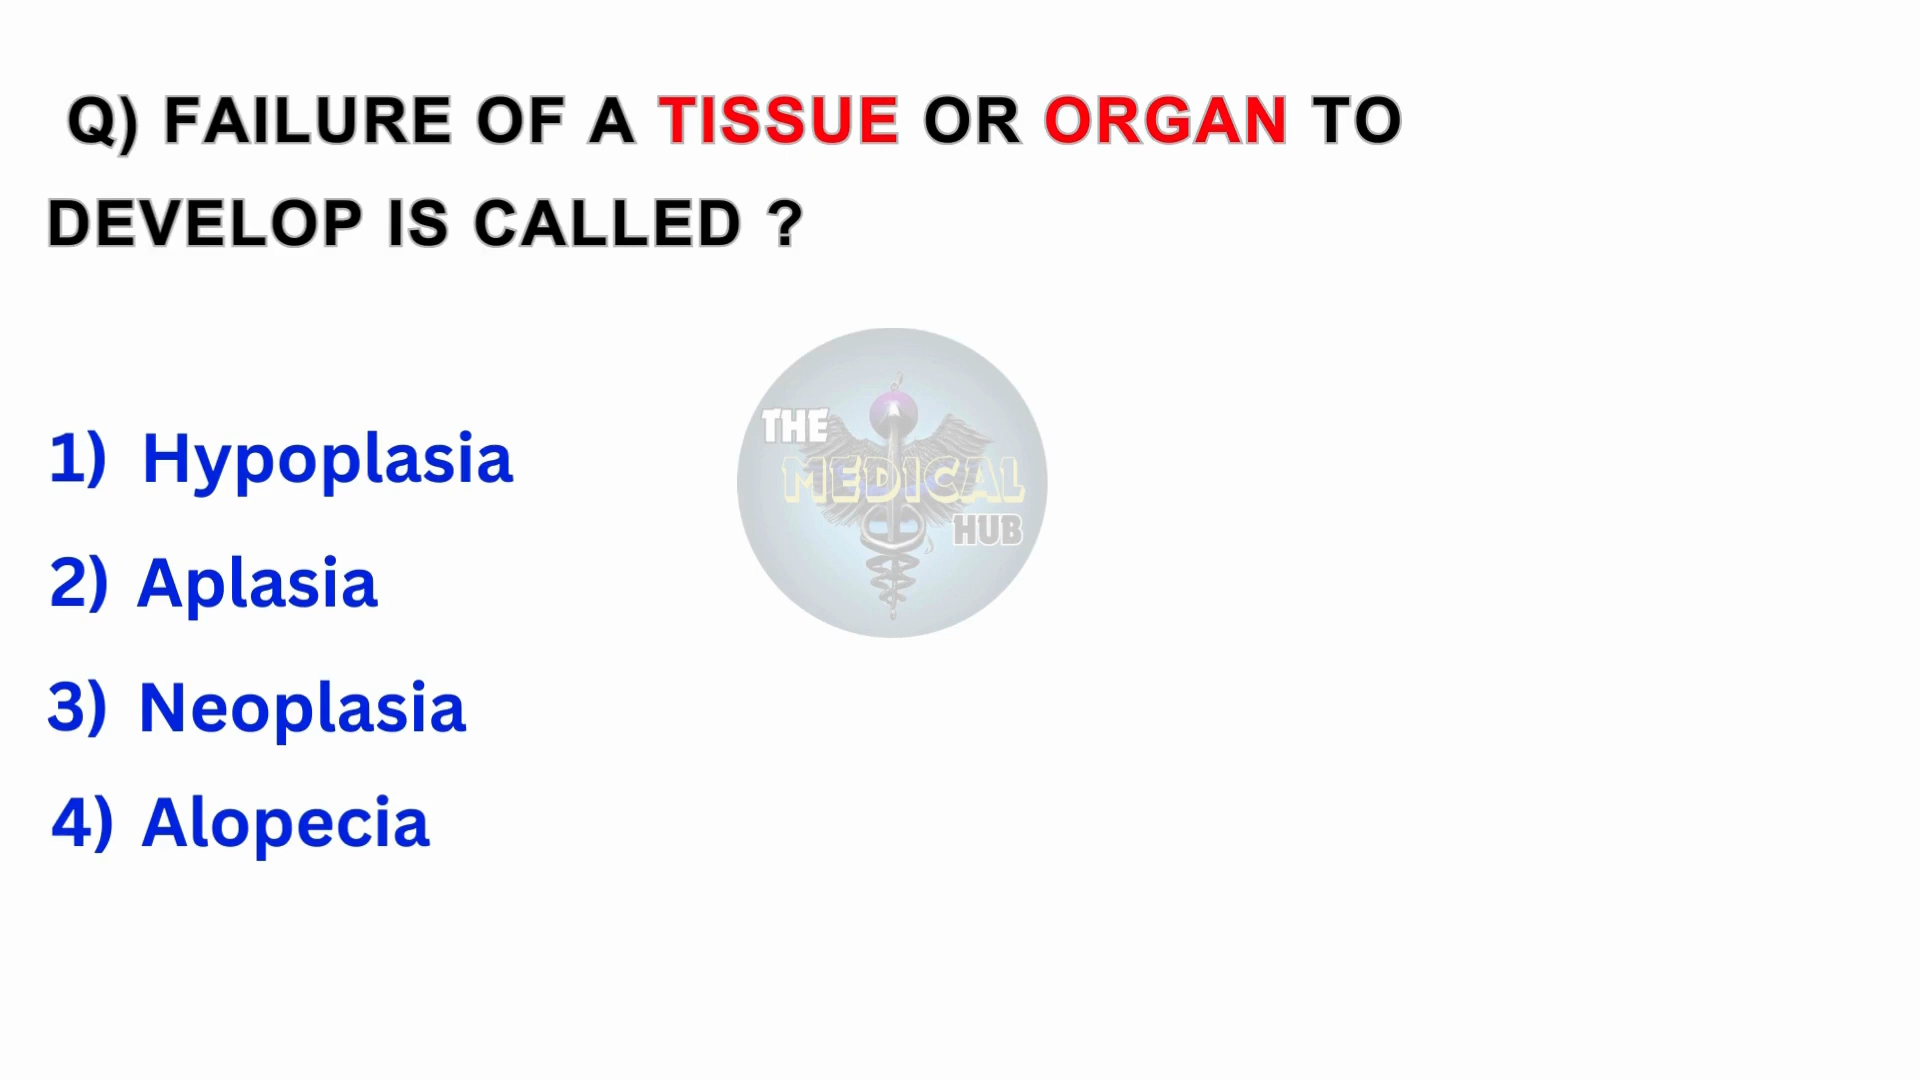 Q) FAILURE OF A TISSUE OR ORGAN TO
DEVELOP IS CALLED ?
THE
MEDICAL
HUB
1) Hypoplasia
2) Aplasia
3) Neoplasia
4) Alopecia